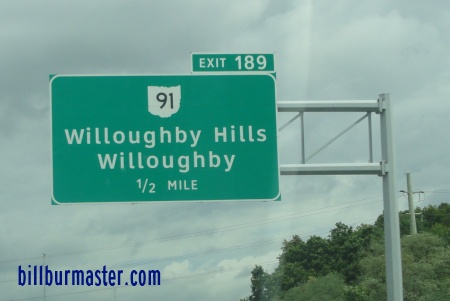 EXIT 189
91
Willoughby Hills
Willoughby
1/2 MILE
billburmaster.com